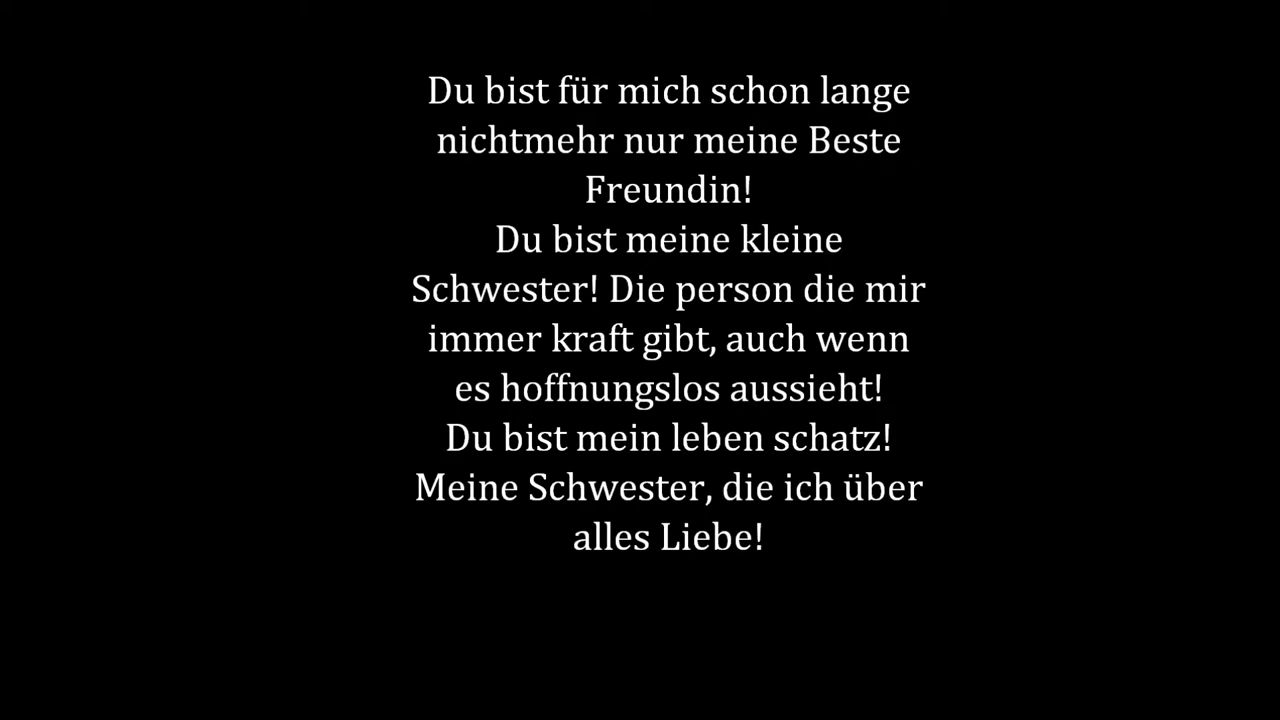 Du bist für mich schon lange
nichtmehr nur meine Beste
Freundin!
Du bist meine kleine
Schwester! Die person die mir
immer kraft gibt, auch wenn
es hoffnungslos aussieht!
Du bist mein leben schatz!
Meine Schwester, die ich über
alles Liebe!